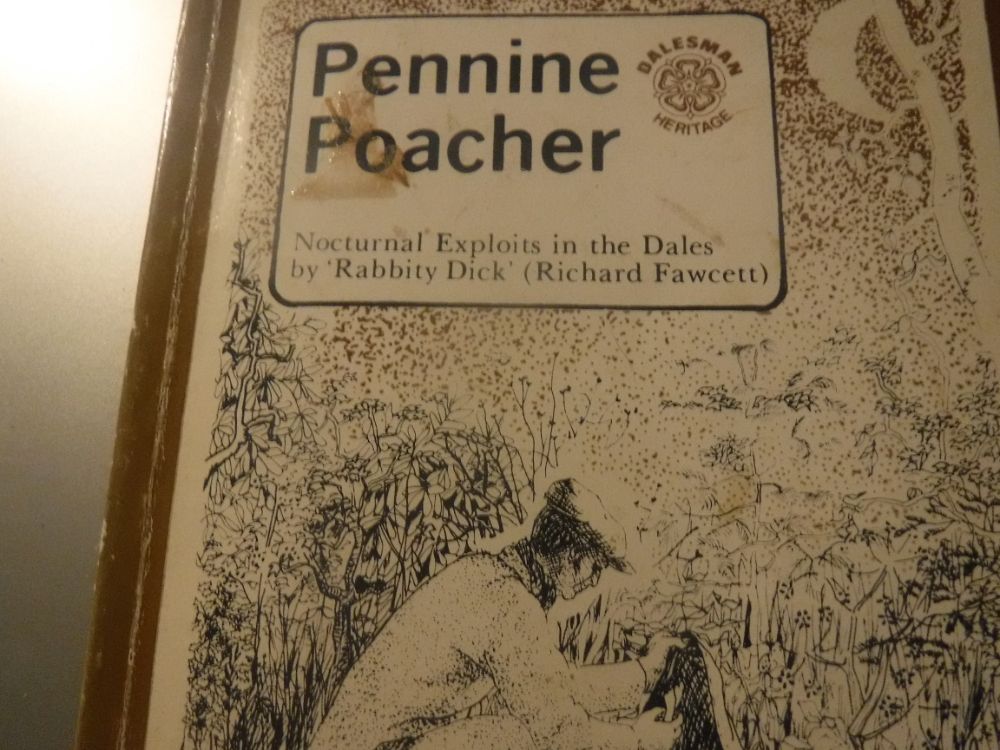 Pennine
Poacher
DALESMAN
HERITAGE
Nocturnal Exploits in the Dales
by 'Rabbity Dick' (Richard Fawcett)